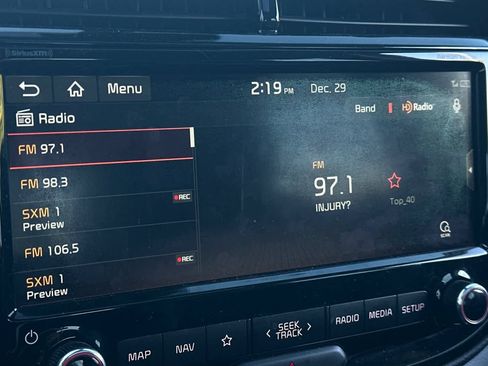 SiriusXM
Menu
2:19 PM
Dec. 29
Radio
Band
HD Radio
FM 97.1
FM 98.3
SXM 1
Preview
REC
FM 106.5
SXM 1
Preview
REC
FM
97.1
INJURY?
Top_40
SCAN
MAP
NAV
SEEK
TRACK
RADIO
MEDIA
SETUP